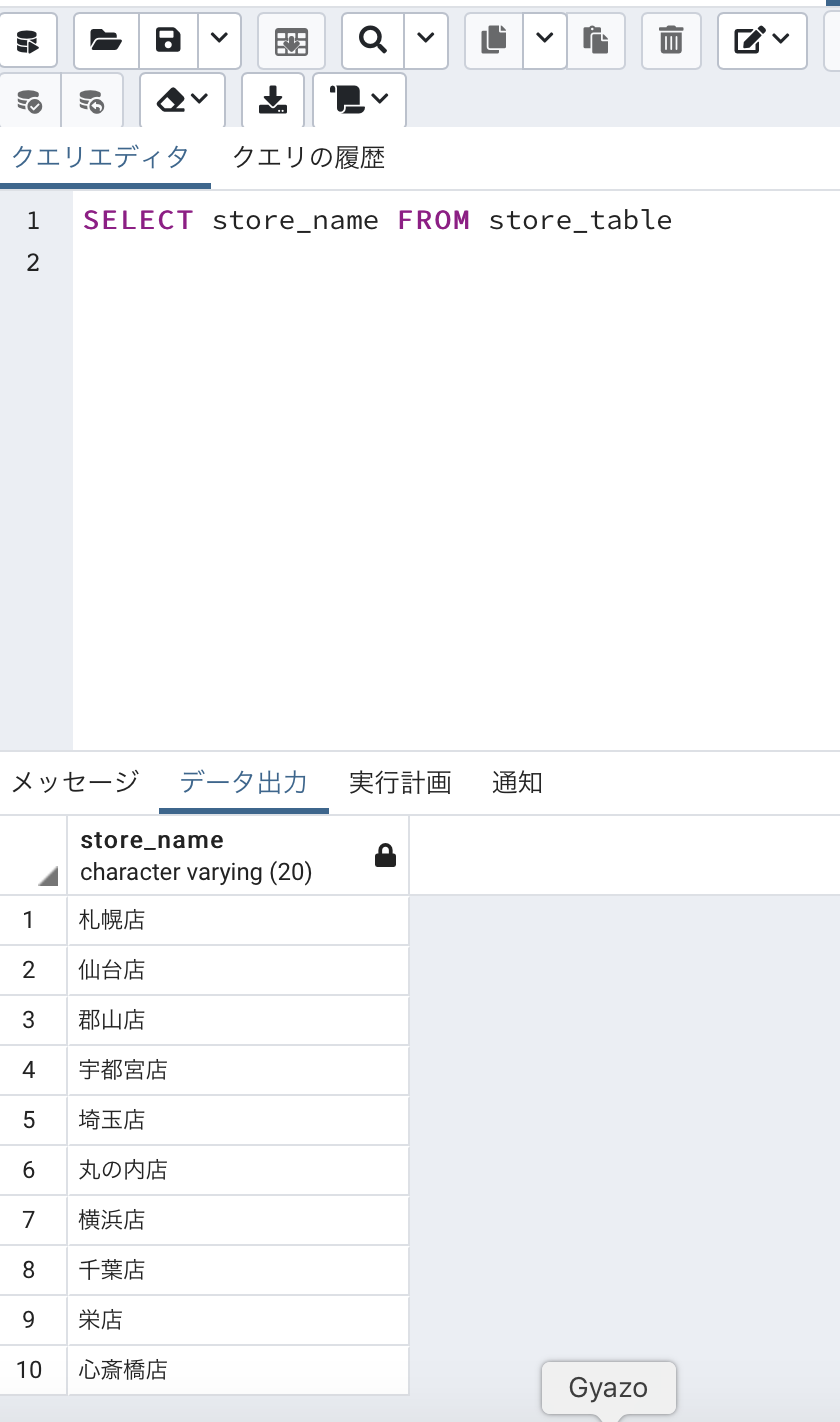 クエリエディタ クエリの履歴
1 SELECT store_name FROM store_table
2
メッセージ データ出力 実行計画 通知
store_name
character varying (20)
1 札幌店
2 仙台店
3 郡山店
4 宇都宮店
5 埼玉店
6 丸の内店
7 横浜店
8 千葉店
9 栄店
10 心斎橋店
Gyazo